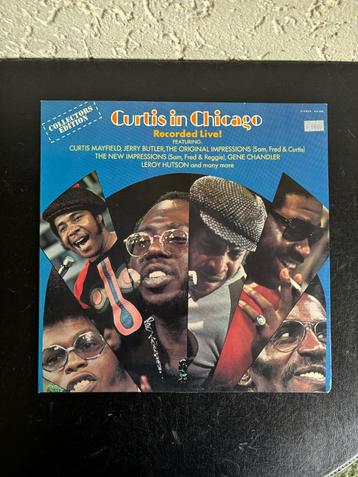 COLLECTORS
EDITION
Curtis in Chicago
Recorded Live!
FEATURING:
CURTIS MAYFIELD, JERRY BUTLER, THE ORIGINAL IMPRESSIONS (Sam, Fred & Curtis)
THE NEW IMPRESSIONS (Sam, Fred & Reggie), GENE CHANDLER
LEROY HUTSON and many more